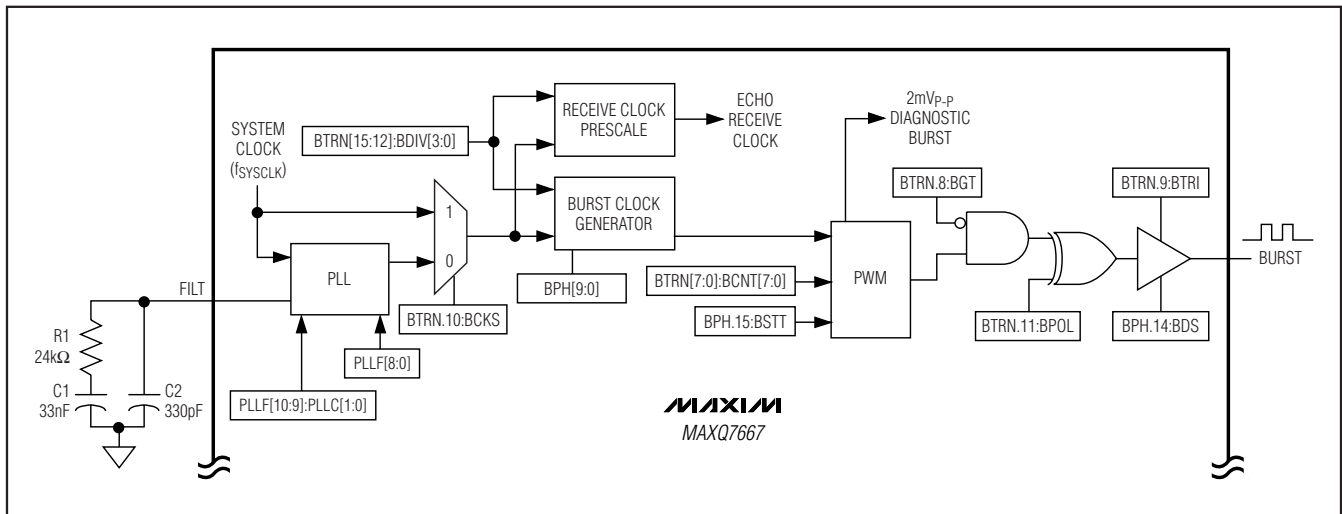 SYSTEM
CLOCK
(fSYSCLK)
BTRN[15:12]:BDIV[3:0]
RECEIVE CLOCK
PRESCALE
ECHO
RECEIVE
CLOCK
2mVP-P
DIAGNOSTIC
BURST
BTRN.8:BGT
BTRN.9:BTRI
1
0
BURST CLOCK
GENERATOR
PLL
FILT
BTRN.10:BCKS
BPH[9:0]
PWM
BTRN[7:0]:BCNT[7:0]
BPH.15:BSTT
BTRN.11:BPOL
BPH.14:BDS
BURST
R1
24kΩ
C1
33nF
C2
330pF
PLLF[8:0]
PLLF[10:9]:PLLC[1:0]
MAXIM
MAXQ7667